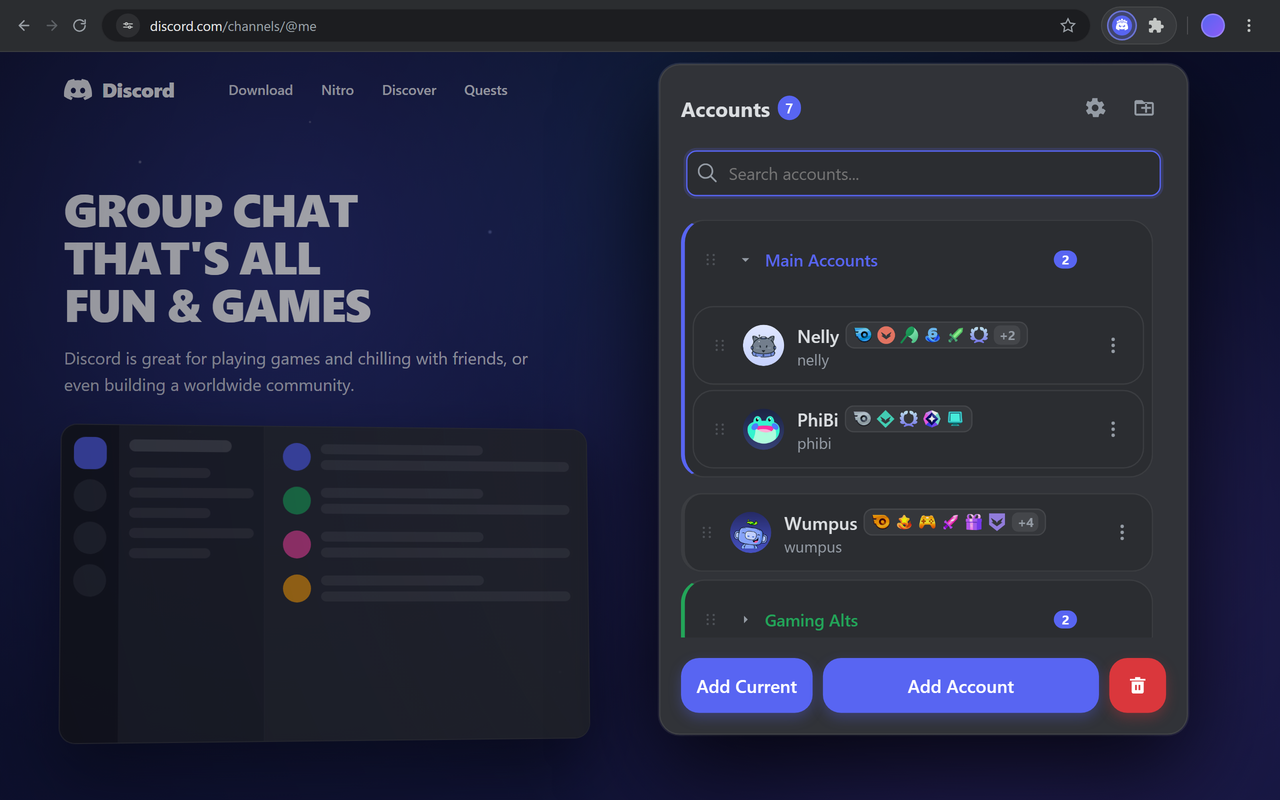 discord.com/channels/@me
Discord
Download
Nitro
Discover
Quests
GROUP CHAT
THAT'S ALL
FUN & GAMES
Discord is great for playing games and chilling with friends, or
even building a worldwide community.
Accounts 7
Search accounts...
Main Accounts 2
Nelly +2
nelly
PhiBi
phibi
Wumpus +4
wumpus
Gaming Alts 2
Add Current
Add Account